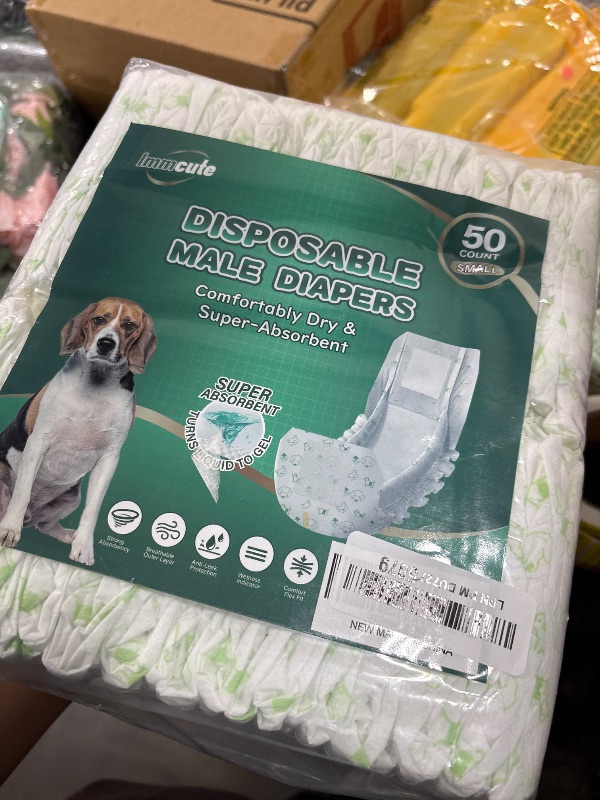 Immcute
DISPOSABLE
MALE DIAPERS
50
COUNT
SMALL
Comfortably Dry &
Super-Absorbent
SUPER
ABSORBENT
TURNS LIQUID TO GEL
Strong
Absorbency
Breathable
Outer Layer
Anti-Leak
Protection
Wetness
Indicator
Comfort
Flex Fit
NEW